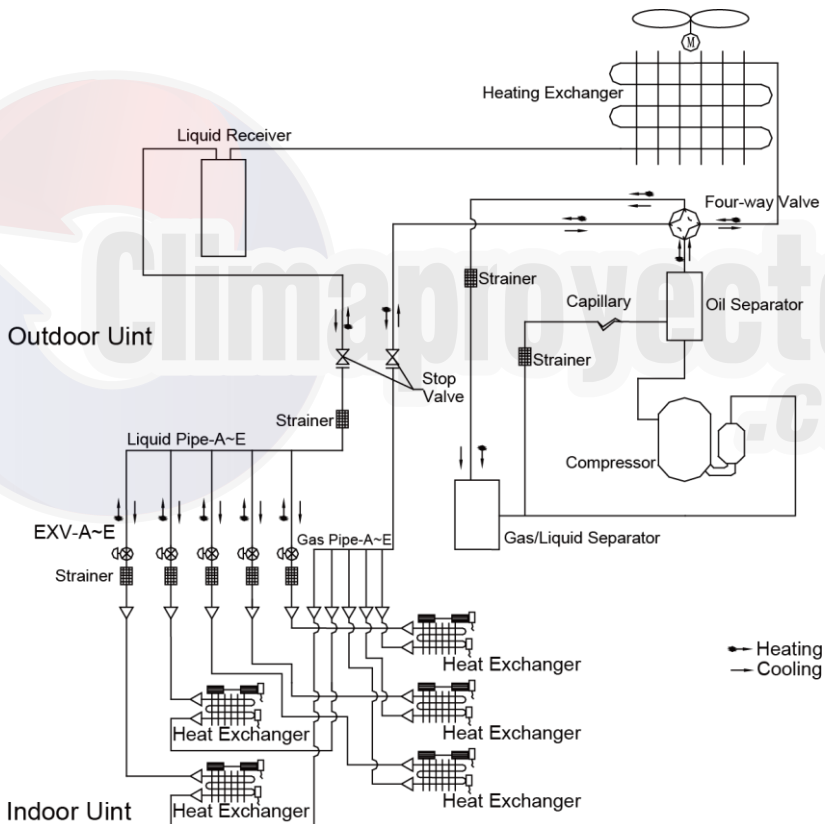 M
Heating Exchanger
Liquid Receiver
Four-way Valve
Strainer
Capillary
Oil Separator
Climaproyecto
Outdoor Uint
Strainer
Stop
Valve
.c
Strainer
Liquid Pipe-A~E
Compressor
EXV-A~E
Gas Pipe-A~E
Gas/Liquid Separator
Strainer
Heating
Heat Exchanger
Cooling
Heat Exchanger
Heat Exchanger
Heat Exchanger
Heat Exchanger
Indoor Uint